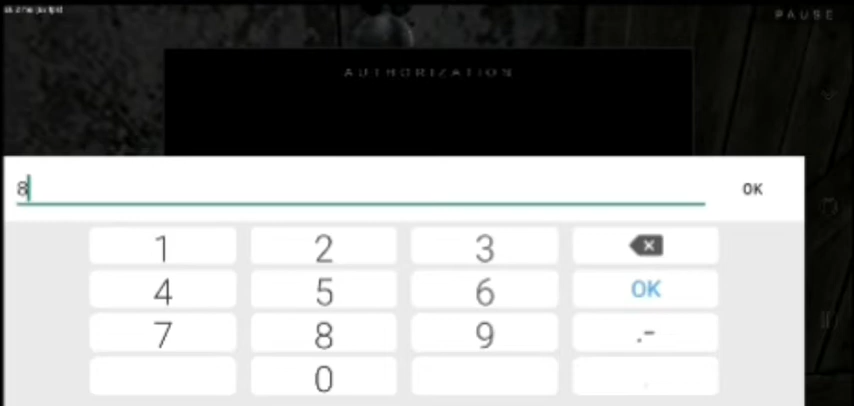 PAUSE
AUTHORIZATION
8 OK
1 2 3
4 5 6 OK
7 8 9 .-
0